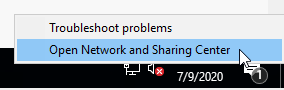 Troubleshoot problems
Open Network and Sharing Center
7/9/2020
1